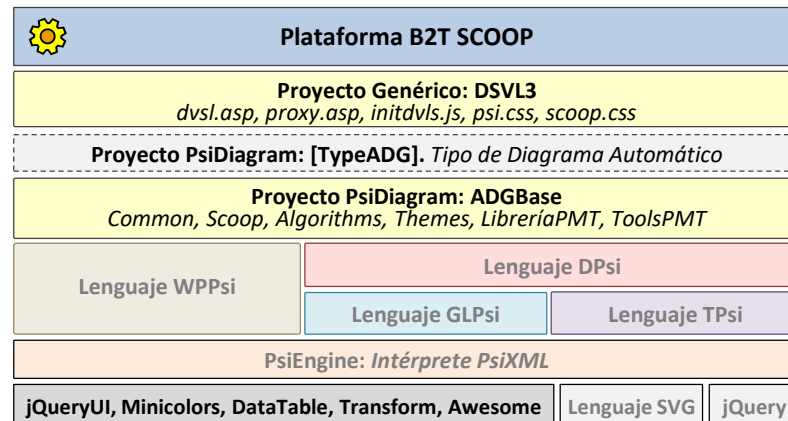 Plataforma B2T SCOOP
Proyecto Genérico: DSVL3
dvsl.asp, proxy.asp, initdvls.js, psi.css, scoop.css
Proyecto PsiDiagram: [TypeADG]. Tipo de Diagrama Automático
Proyecto PsiDiagram: ADGBase
Common, Scoop, Algorithms, Themes, LibreríaPMT, ToolsPMT
Lenguaje WPPsi
Lenguaje DPsi
Lenguaje GLPsi
Lenguaje TPsi
PsiEngine: Intérprete PsiXML
jQueryUI, Minicolors, DataTable, Transform, Awesome
Lenguaje SVG
jQuery